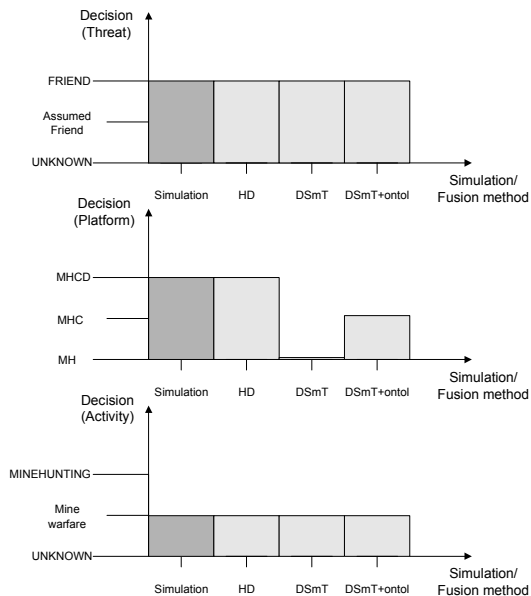 Decision
(Threat)
FRIEND
Assumed
Friend
UNKNOWN
Simulation
HD
DSmT
DSmT+ontol
Simulation/
Fusion method
Decision
(Platform)
MHCD
MHC
MH
Simulation
HD
DSmT
DSmT+ontol
Simulation/
Fusion method
Decision
(Activity)
MINEHUNTING
Mine
warfare
UNKNOWN
Simulation
HD
DSmT
DSmT+ontol
Simulation/
Fusion method